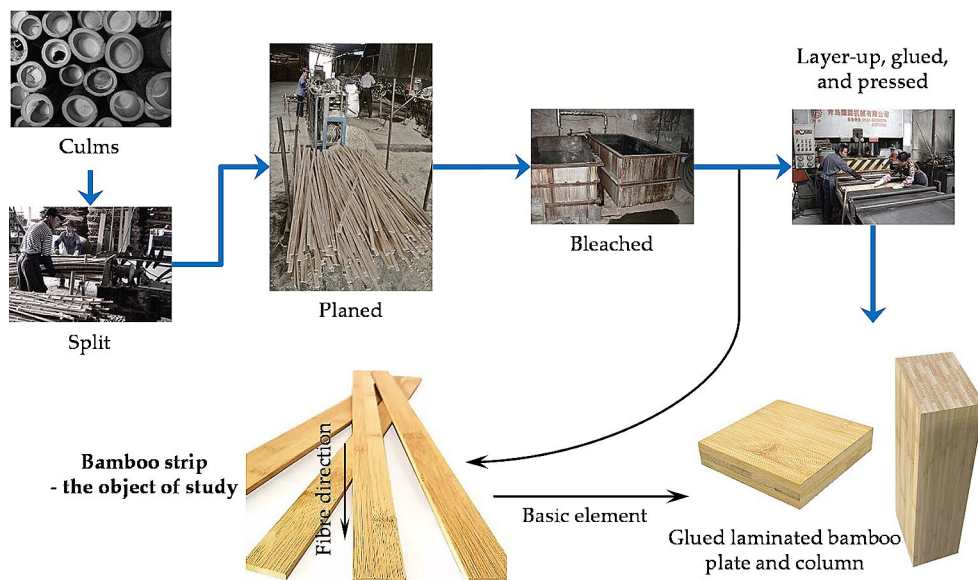 Culms
Split
Planed
Bleached
Layer-up, glued,
and pressed
Bamboo strip
- the object of study
Fibre direction
Basic element
Glued laminated bamboo
plate and column